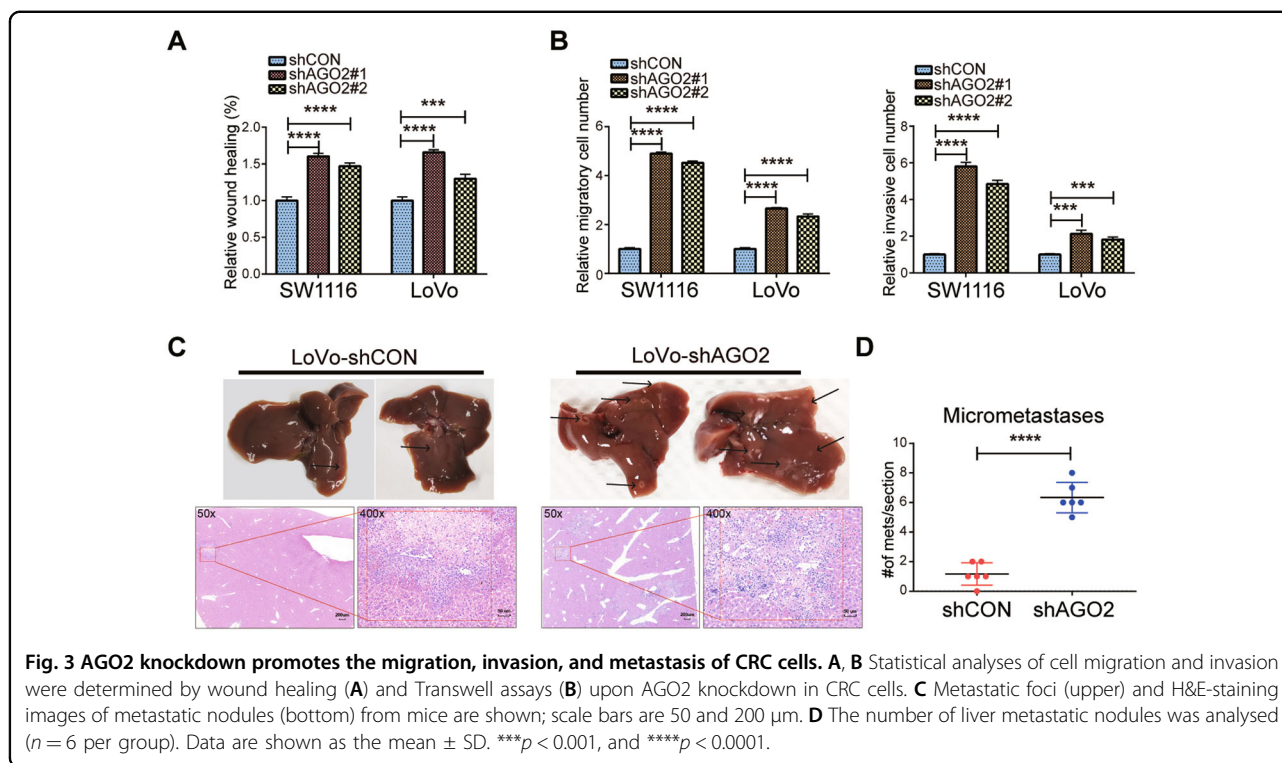 A
shCON
shAGO2#1
shAGO2#2
Relative wound healing (%)
2.0
1.5
1.0
0.5
0.0
****
****
***
****
SW1116
LoVo
B
shCON
shAGO2#1
shAGO2#2
Relative migratory cell number
6
4
2
0
****
****
****
****
SW1116
LoVo
shCON
shAGO2#1
shAGO2#2
Relative invasive cell number
8
6
4
2
0
****
****
***
***
SW1116
LoVo
C
LoVo-shCON
LoVo-shAGO2
50x
200um
400x
50 um
50x
200um
400x
50 um
D
Micrometastases
#of mets/section
10
8
6
4
2
0
****
shCON
shAGO2
Fig. 3 AGO2 knockdown promotes the migration, invasion, and metastasis of CRC cells. A, B Statistical analyses of cell migration and invasion
were determined by wound healing (A) and Transwell assays (B) upon AGO2 knockdown in CRC cells. C Metastatic foci (upper) and H&E-staining
images of metastatic nodules (bottom) from mice are shown; scale bars are 50 and 200 μm. D The number of liver metastatic nodules was analysed
(n = 6 per group). Data are shown as the mean ± SD. ***p < 0.001, and ****p < 0.0001.